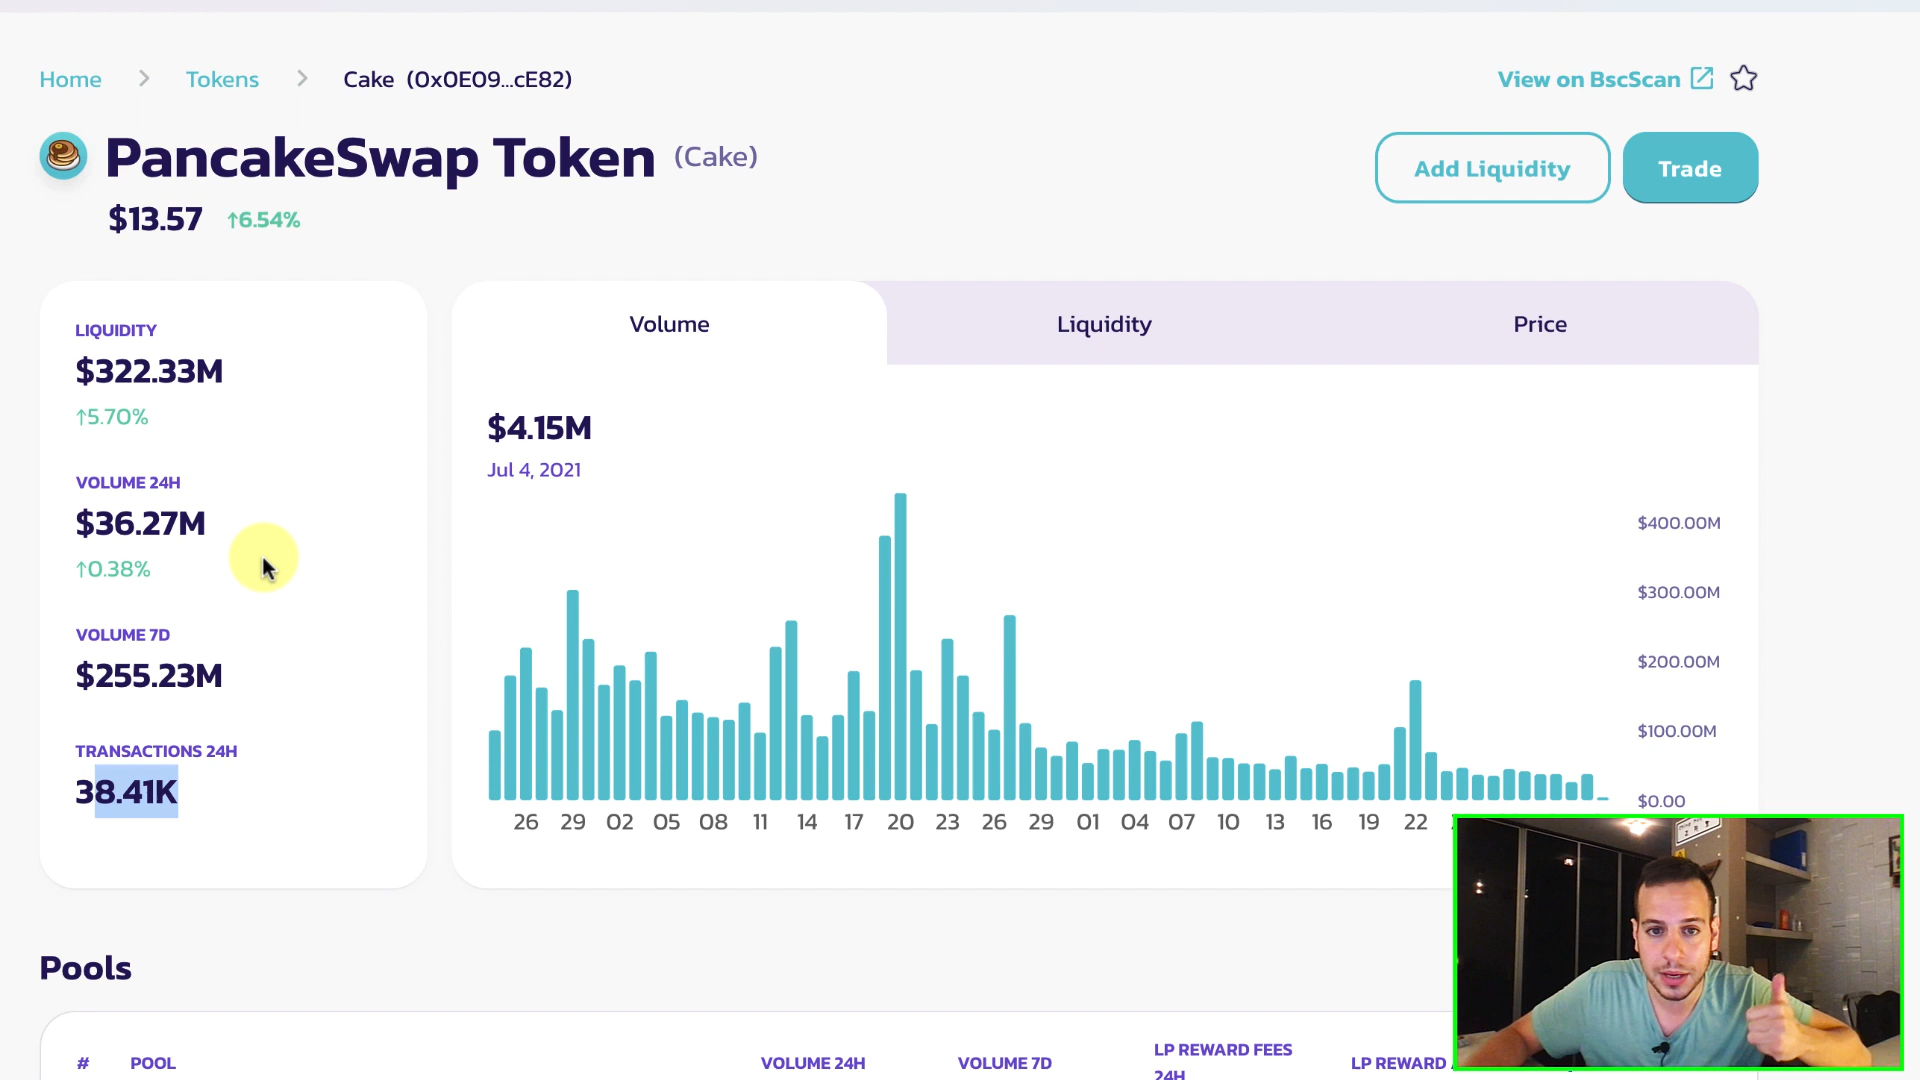 Home > Tokens > Cake (0x0E09...cE82)
View on BscScan
PancakeSwap Token (Cake)
$13.57 ↑6.54%
Add Liquidity
Trade
LIQUIDITY
$322.33M
↑5.70%
VOLUME 24H
$36.27M
↑0.38%
VOLUME 7D
$255.23M
TRANSACTIONS 24H
38.41K
Volume
Liquidity
Price
$4.15M
Jul 4, 2021
$400.00M
$300.00M
$200.00M
$100.00M
$0.00
26 29 02 05 08 11 14 17 20 23 26 29 01 04 07 10 13 16 19 22
Pools
# POOL VOLUME 24H VOLUME 7D LP REWARD FEES 24H LP REWARD